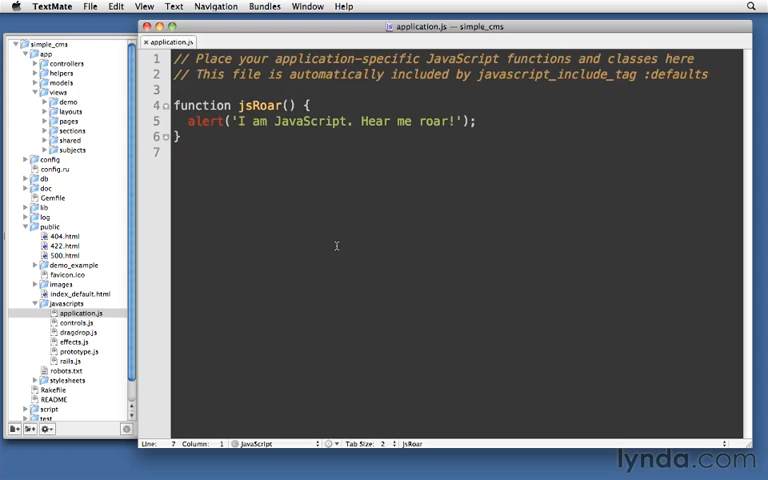 TextMate File Edit View Text Navigation Bundles Window Help
application.js — simple_cms
application.js
simple_cms
app
controllers
helpers
models
views
demo
layouts
pages
sections
shared
subjects
config
config.ru
db
doc
Gemfile
lib
log
public
404.html
422.html
500.html
demo_example
favicon.ico
images
index_default.html
javascripts
application.js
controls.js
dragdrop.js
effects.js
prototype.js
rails.js
robots.txt
stylesheets
Rakefile
README
script
test
1 // Place your application-specific JavaScript functions and classes here
2 // This file is automatically included by javascript_include_tag :defaults
3
4 function jsRoar() {
5 alert('I am JavaScript. Hear me roar!');
6 }
7
Line: 7 Column: 1 JavaScript Tab Size: 2 jsRoar
lynda.com